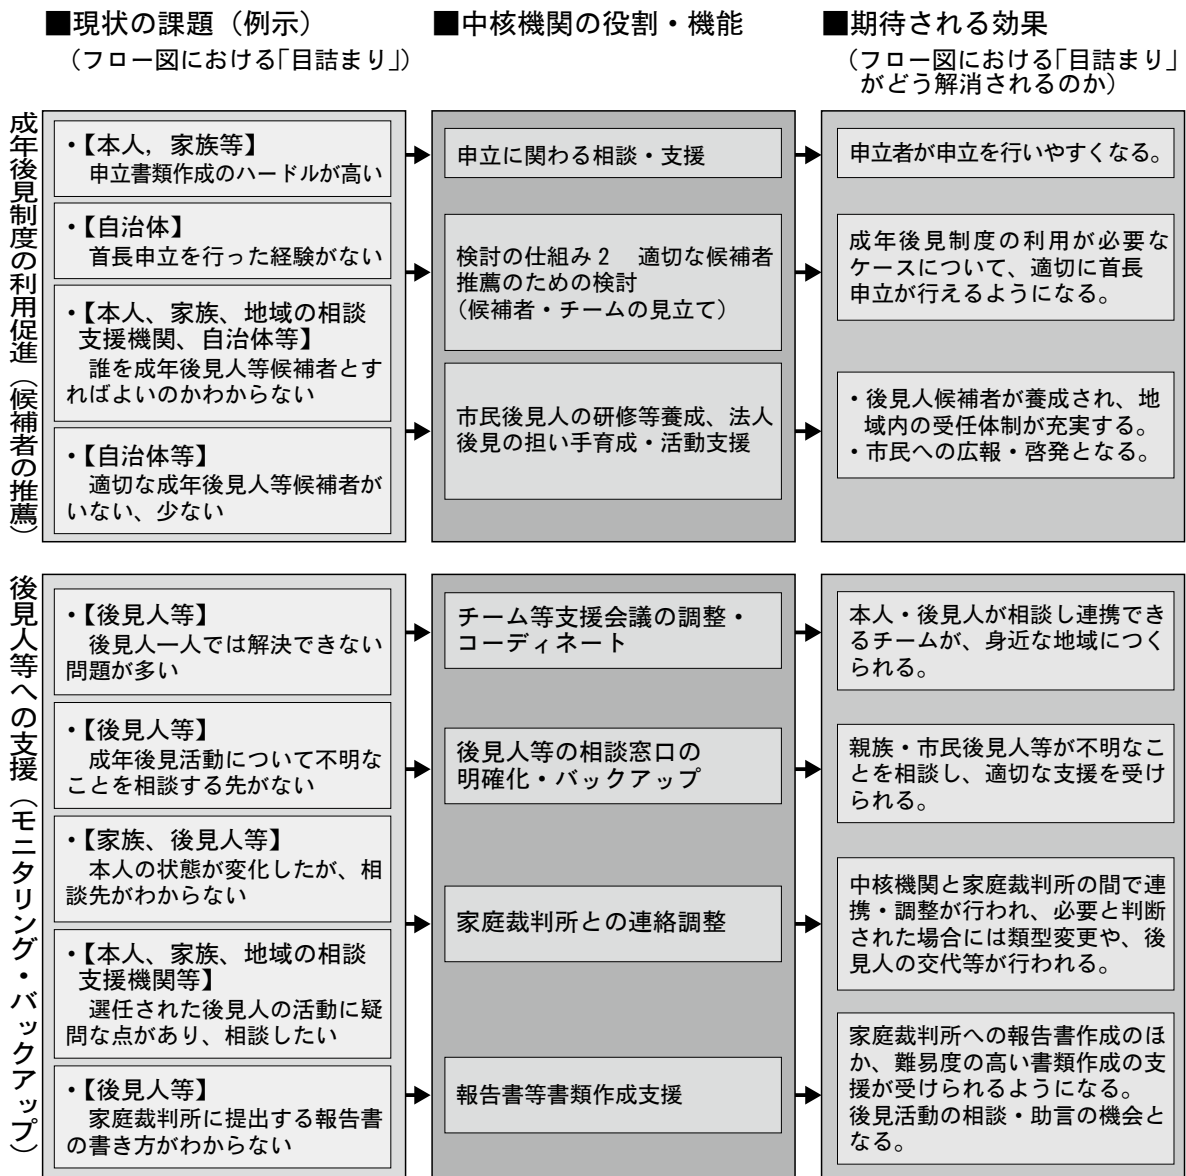 ■現状の課題（例示）
（フロー図における「目詰まり」）
■中核機関の役割・機能
■期待される効果
（フロー図における「目詰まり」
がどう解消されるのか）
成年後見制度の利用促進（候補者の推薦）
・【本人，家族等】
申立書類作成のハードルが高い
・【自治体】
首長申立を行った経験がない
・【本人、家族、地域の相談
支援機関、自治体等】
誰を成年後見人等候補者とす
ればよいのかわからない
・【自治体等】
適切な成年後見人等候補者が
いない、少ない
申立に関わる相談・支援
検討の仕組み２　適切な候補者
推薦のための検討
（候補者・チームの見立て）
市民後見人の研修等養成、法人
後見の担い手育成・活動支援
申立者が申立を行いやすくなる。
成年後見制度の利用が必要な
ケースについて、適切に首長
申立が行えるようになる。
・後見人候補者が養成され、地
域内の受任体制が充実する。
・市民への広報・啓発となる。
後見人等への支援（モニタリング・バックアップ）
・【後見人等】
後見人一人では解決できない
問題が多い
・【後見人等】
成年後見活動について不明な
ことを相談する先がない
・【家族、後見人等】
本人の状態が変化したが、相
談先がわからない
・【本人、家族、地域の相談
支援機関等】
選任された後見人の活動に疑
問な点があり、相談したい
・【後見人等】
家庭裁判所に提出する報告書
の書き方がわからない
チーム等支援会議の調整・
コーディネート
後見人等の相談窓口の
明確化・バックアップ
家庭裁判所との連絡調整
報告書等書類作成支援
本人・後見人が相談し連携でき
るチームが、身近な地域につく
られる。
親族・市民後見人等が不明なこ
とを相談し、適切な支援を受け
られる。
中核機関と家庭裁判所の間で連
携・調整が行われ、必要と判断
された場合には類型変更や、後
見人の交代等が行われる。
家庭裁判所への報告書作成のほ
か、難易度の高い書類作成の支
援が受けられるようになる。
後見活動の相談・助言の機会と
なる。